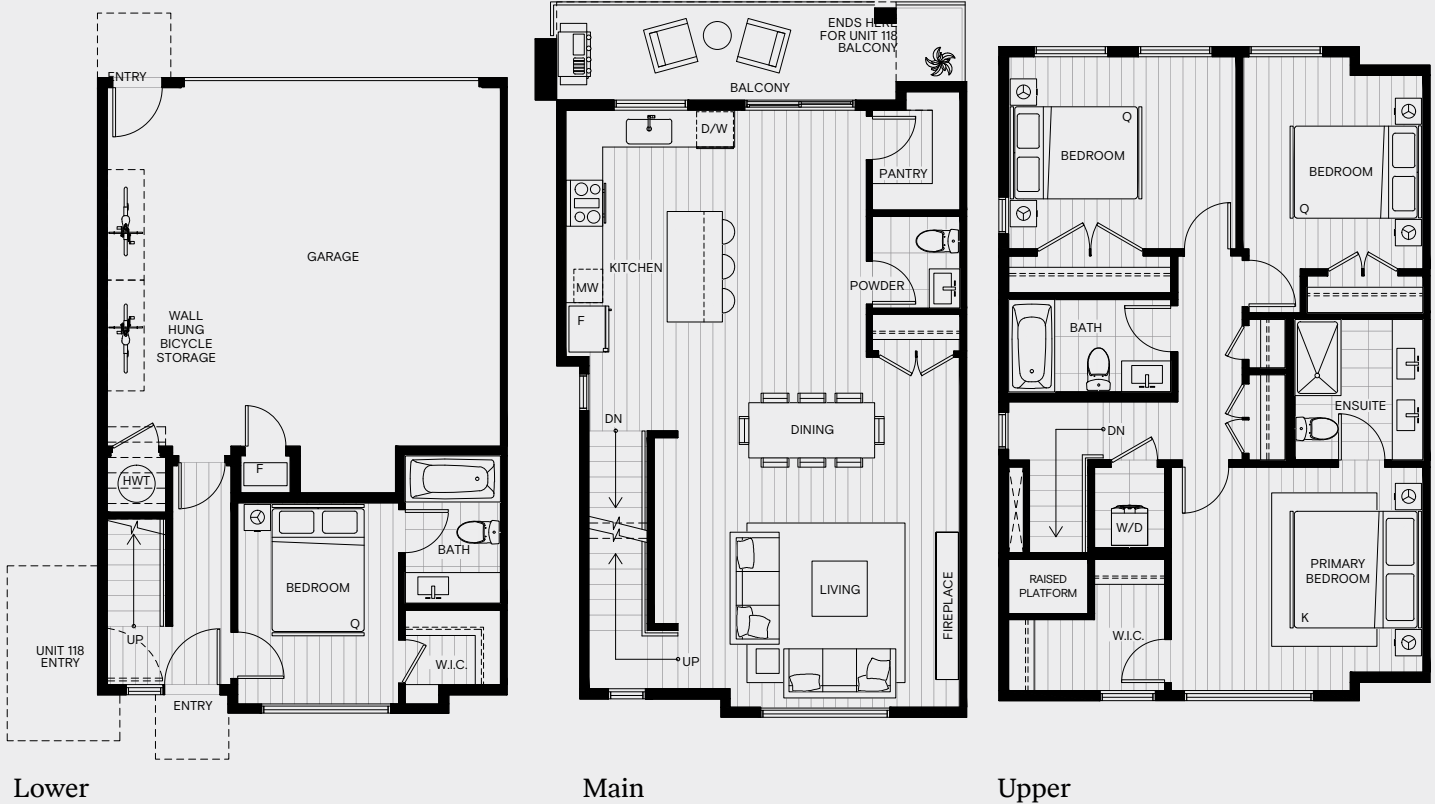 ENTRY
GARAGE
WALL
HUNG
BICYCLE
STORAGE
HWT
F
BATH
BEDROOM
Q
UP
W.I.C.
UNIT 118
ENTRY
ENTRY
Lower
ENDS HERE
FOR UNIT 118
BALCONY
BALCONY
D/W
PANTRY
KITCHEN
MW
F
POWDER
DN
DINING
LIVING
FIREPLACE
UP
Main
Q
BEDROOM
BEDROOM
Q
BATH
ENSUITE
DN
W/D
PRIMARY
BEDROOM
K
RAISED
PLATFORM
W.I.C.
Upper